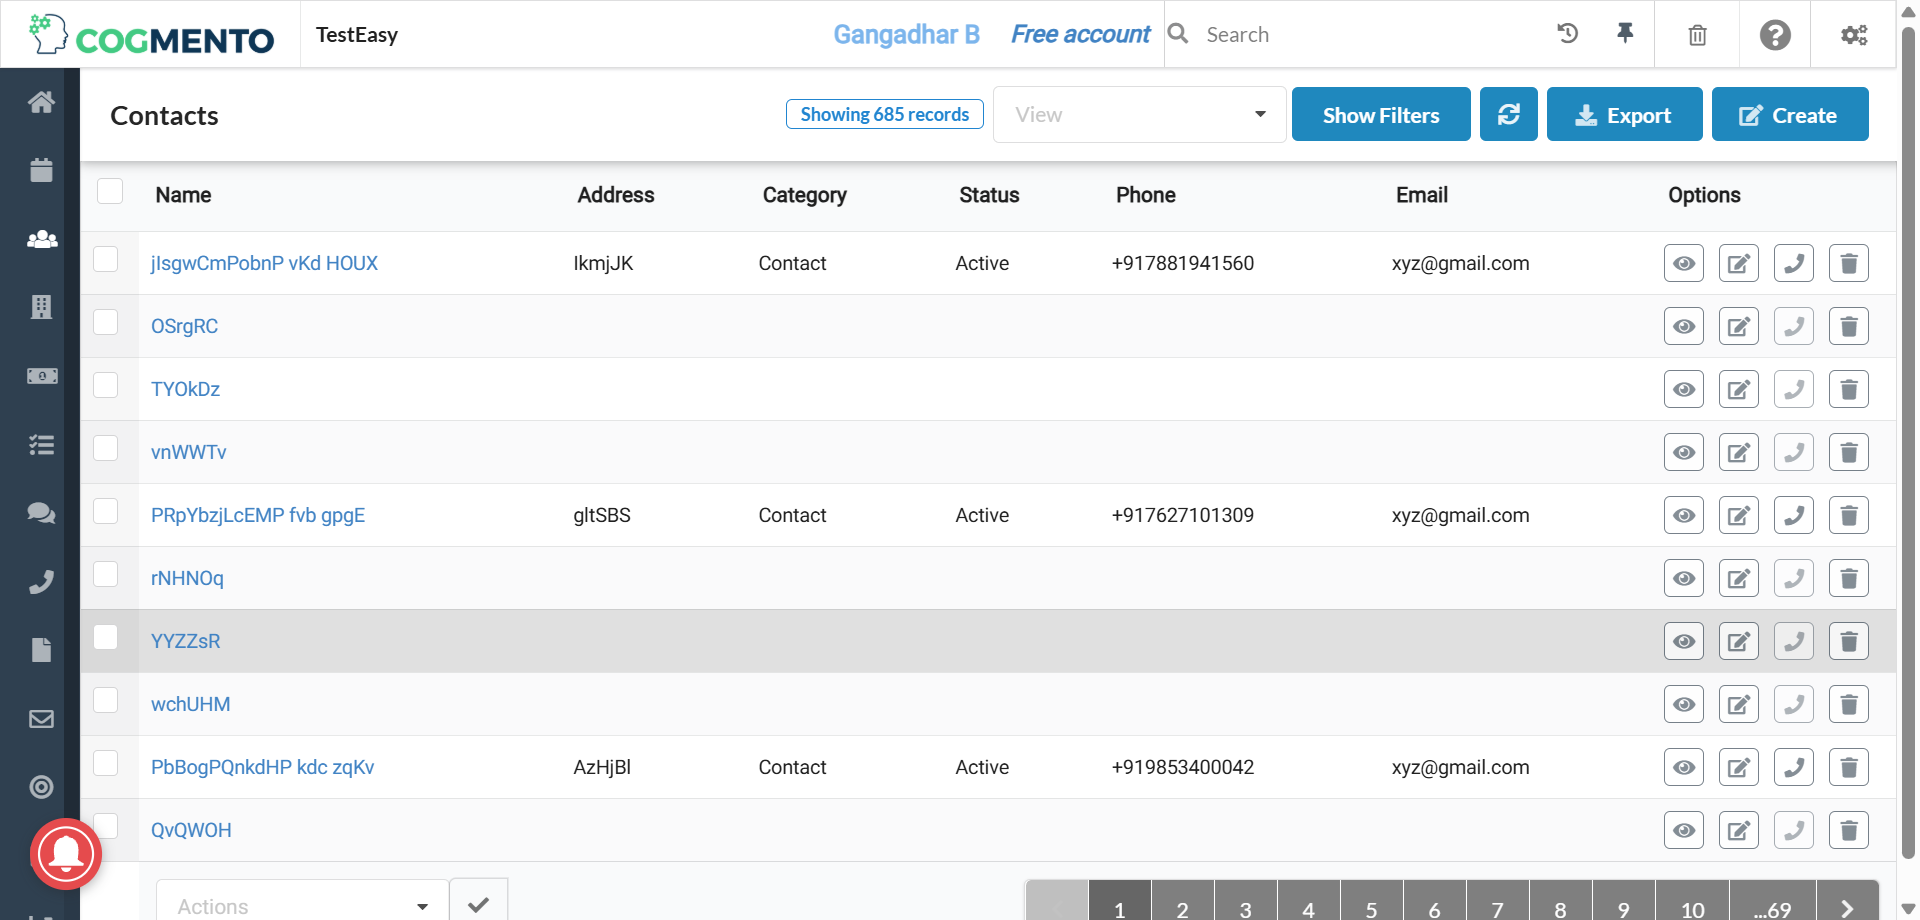 COGMENTO TestEasy Gangadhar B Free account Search
Contacts Showing 685 records View Show Filters Export Create
Name Address Category Status Phone Email Options
jIsgwCmPobnP vKd HOUX IkmjJK Contact Active +917881941560 xyz@gmail.com
OSrgRC
TYOkDz
vnWWTv
PRpYbzjLcEMP fvb gpgE gltSBS Contact Active +917627101309 xyz@gmail.com
rNHNOq
YYZZsR
wchUHM
PbBogPQnkdHP kdc zqKv AzHjBl Contact Active +919853400042 xyz@gmail.com
QvQWOH
Actions 1 2 3 4 5 6 7 8 9 10 ...69